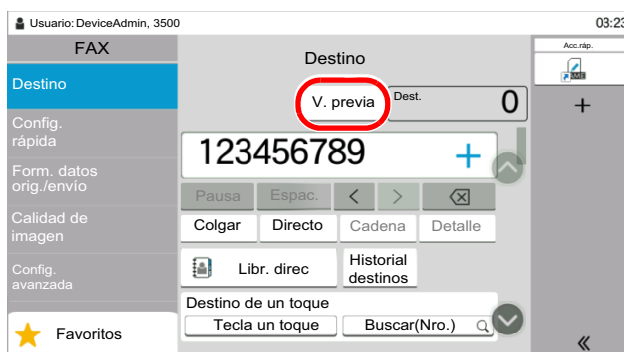 Usuario: DeviceAdmin, 3500
03:23
FAX
Destino
Config.
rápida
Form. datos
orig./envío
Calidad de
imagen
Config.
avanzada
Favoritos
Destino
V. previa
Dest.
0
123456789
+
Pausa
Espac.
<
>
Colgar
Directo
Cadena
Detalle
Libr. direc
Historial
destinos
Destino de un toque
Tecla un toque
Buscar(Nro.)
Acc.ráp.
+
«